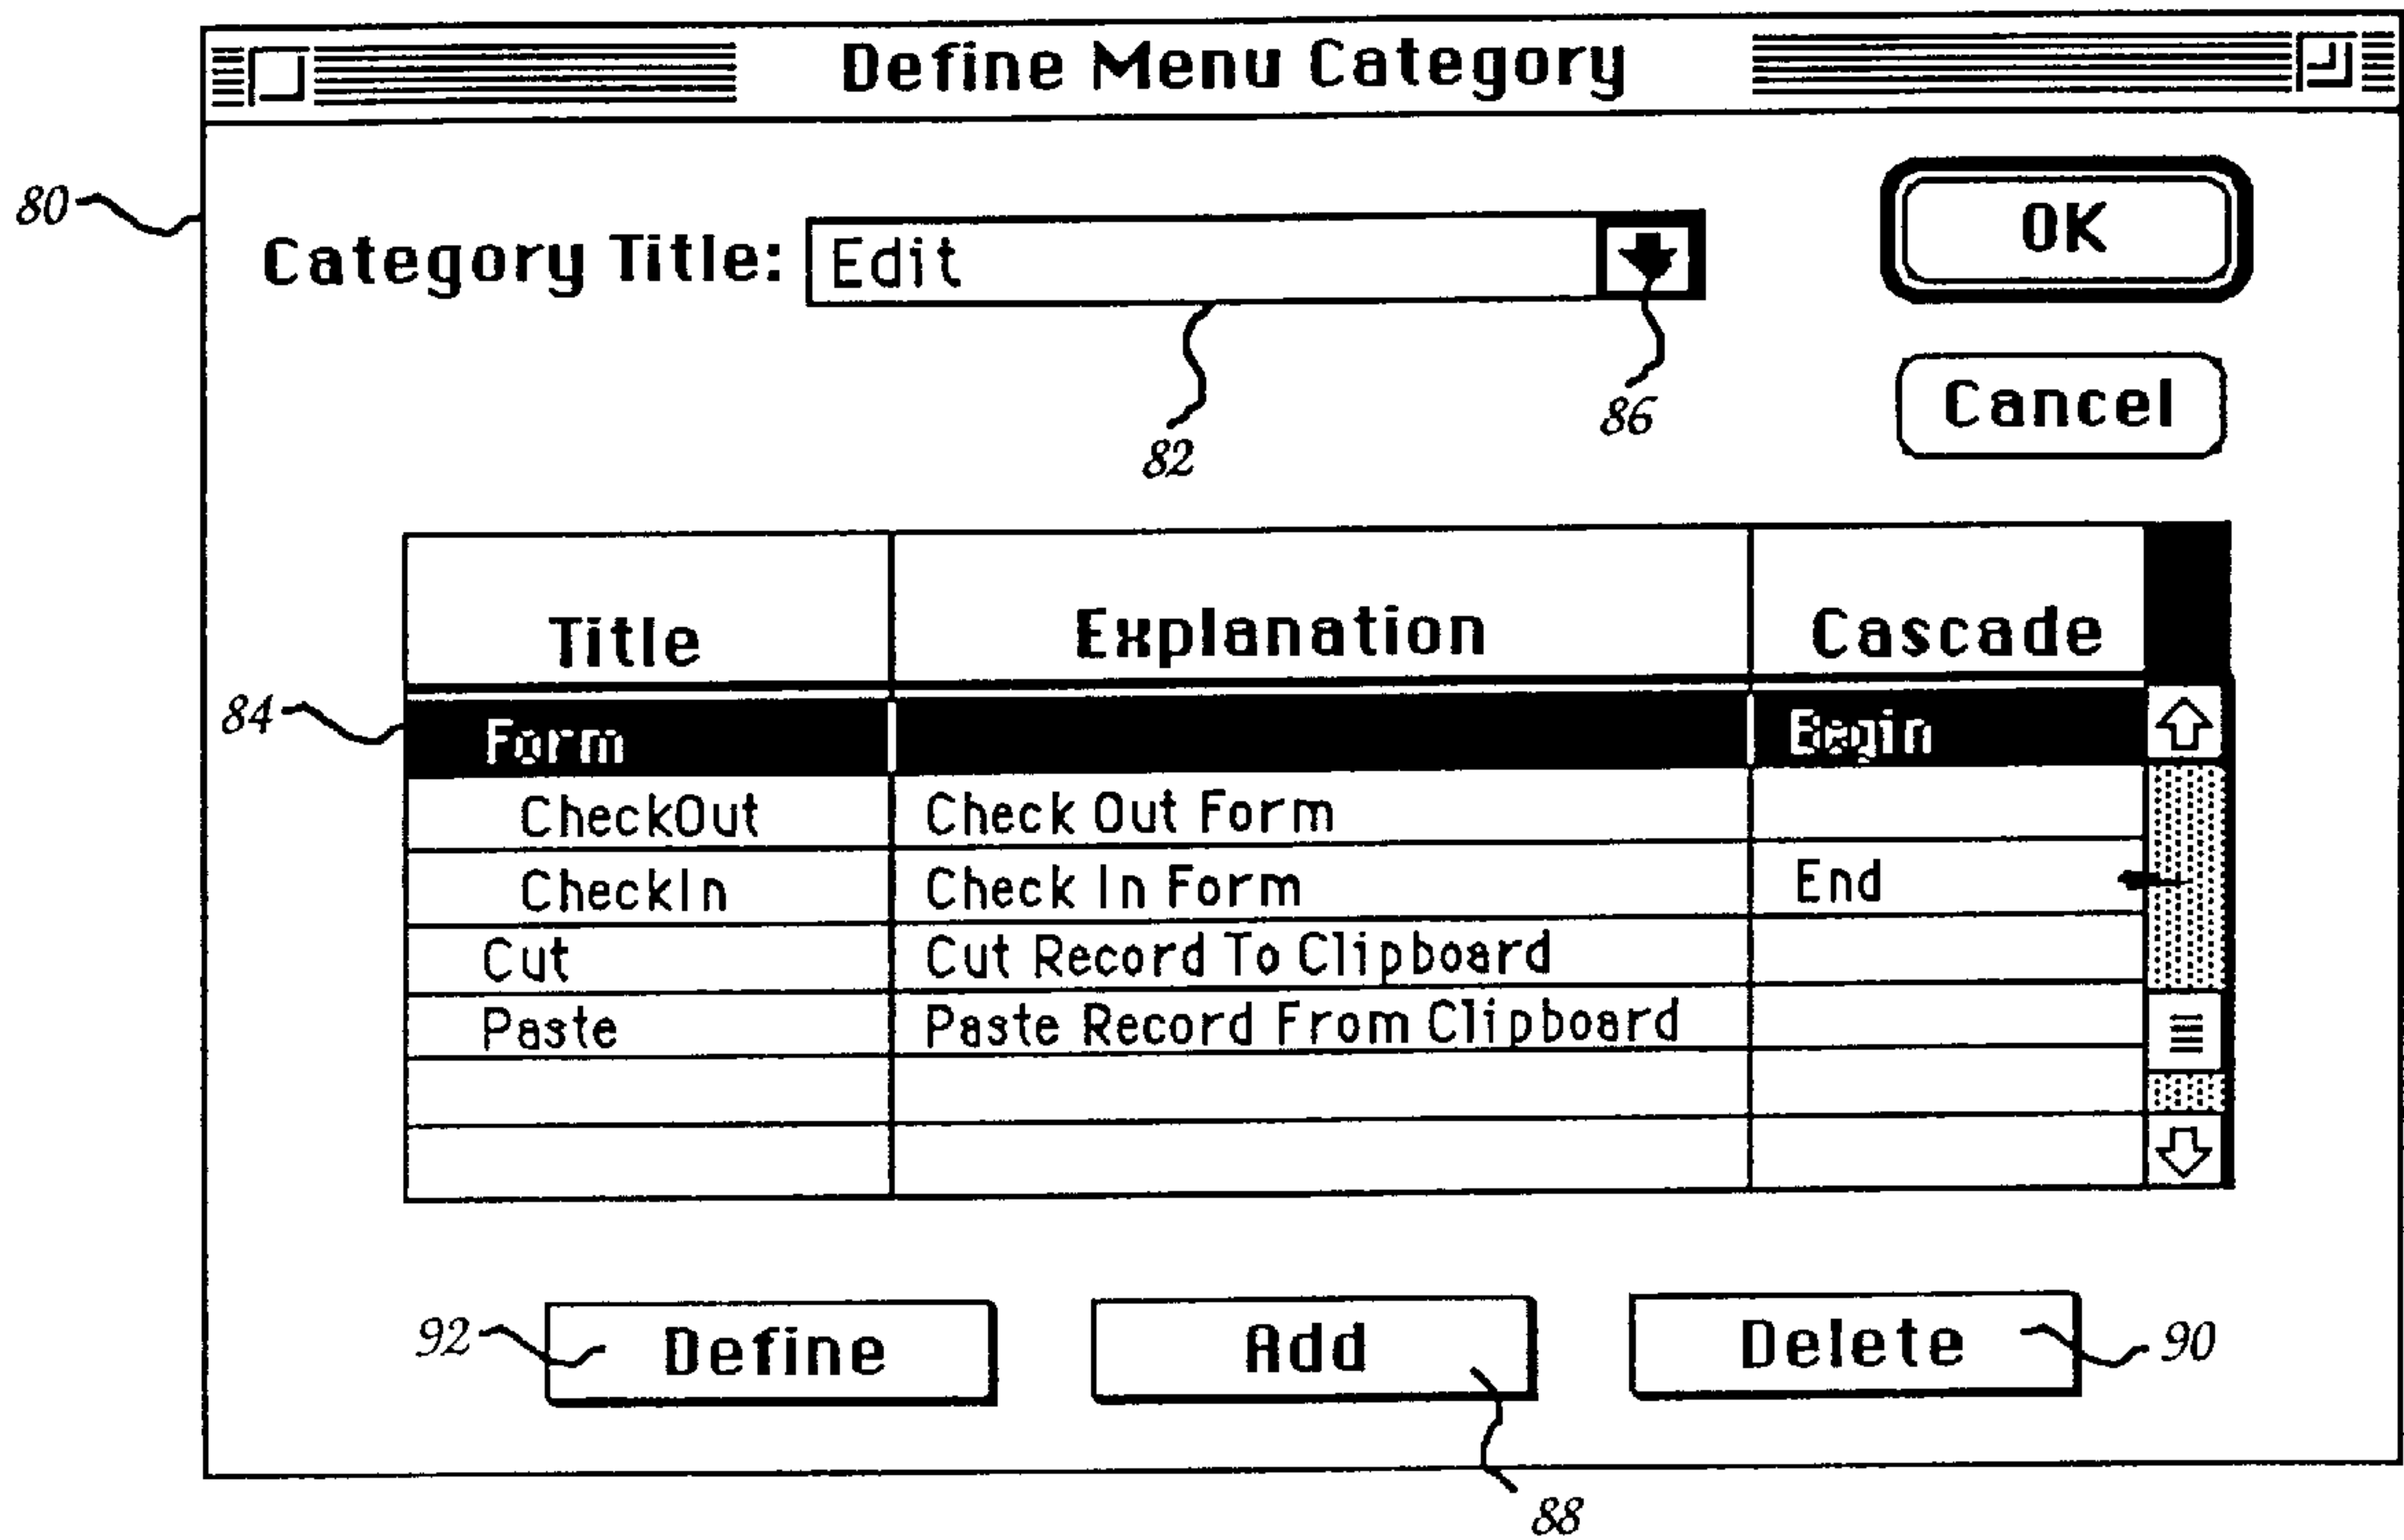 Define Menu Category
80
Category Title: Edit
OK
86
Cancel
82
Title Explanation Cascade
84
Form Begin
CheckOut Check Out Form
CheckIn Check In Form End
Cut Cut Record To Clipboard
Paste Paste Record From Clipboard
92 Define Add Delete 90
88